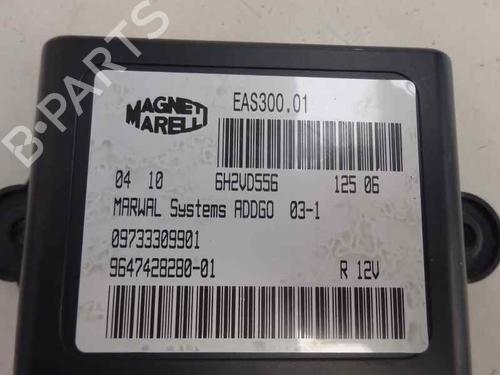 B-PARTS
MAGNETI MARELLI
EAS300.01
04 10 6H2VD556 125 06
MARWAL Systems ADDGO 03-1
09733309901
9647428280-01 R 12V